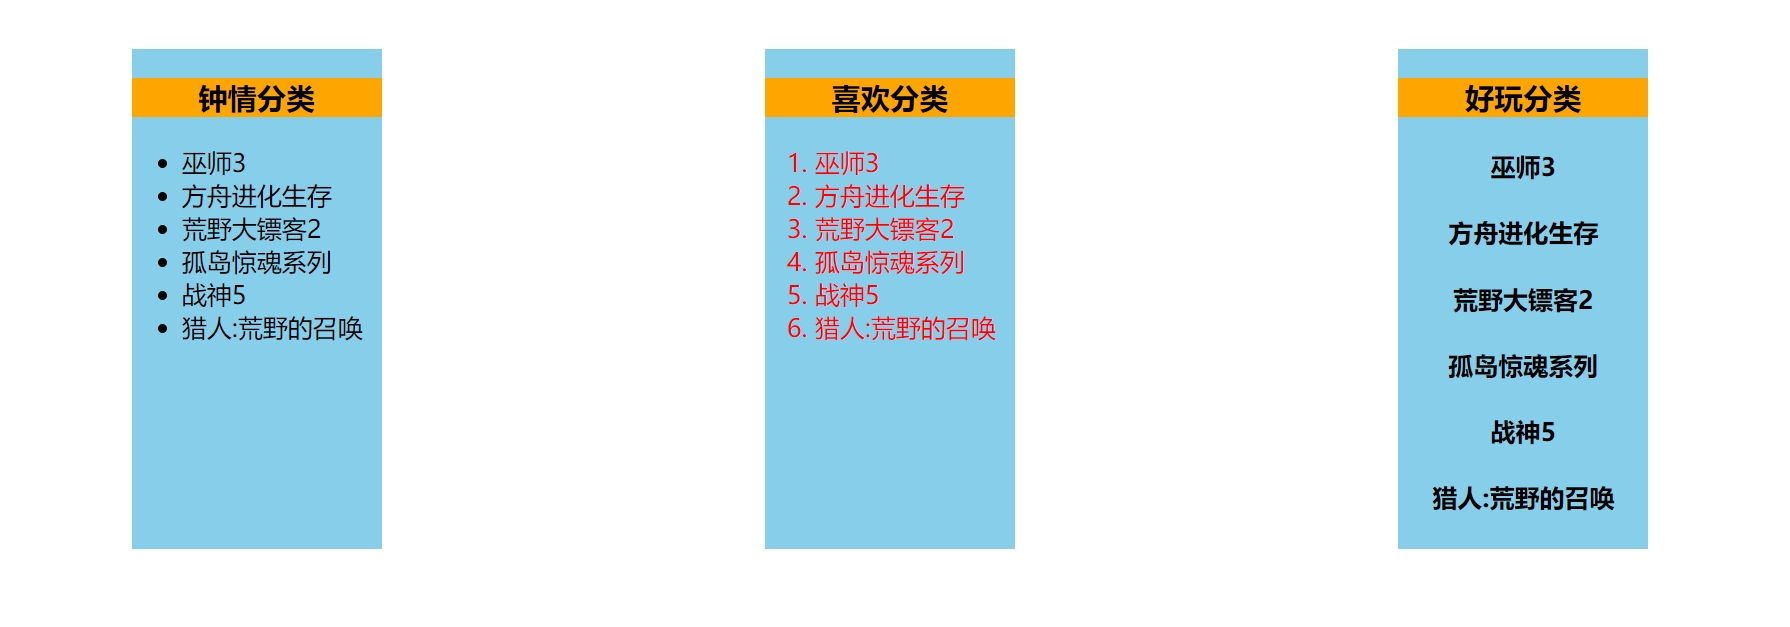 钟情分类
• 巫师3
• 方舟进化生存
• 荒野大镖客2
• 孤岛惊魂系列
• 战神5
• 猎人:荒野的召唤
喜欢分类
1. 巫师3
2. 方舟进化生存
3. 荒野大镖客2
4. 孤岛惊魂系列
5. 战神5
6. 猎人:荒野的召唤
好玩分类
巫师3
方舟进化生存
荒野大镖客2
孤岛惊魂系列
战神5
猎人:荒野的召唤